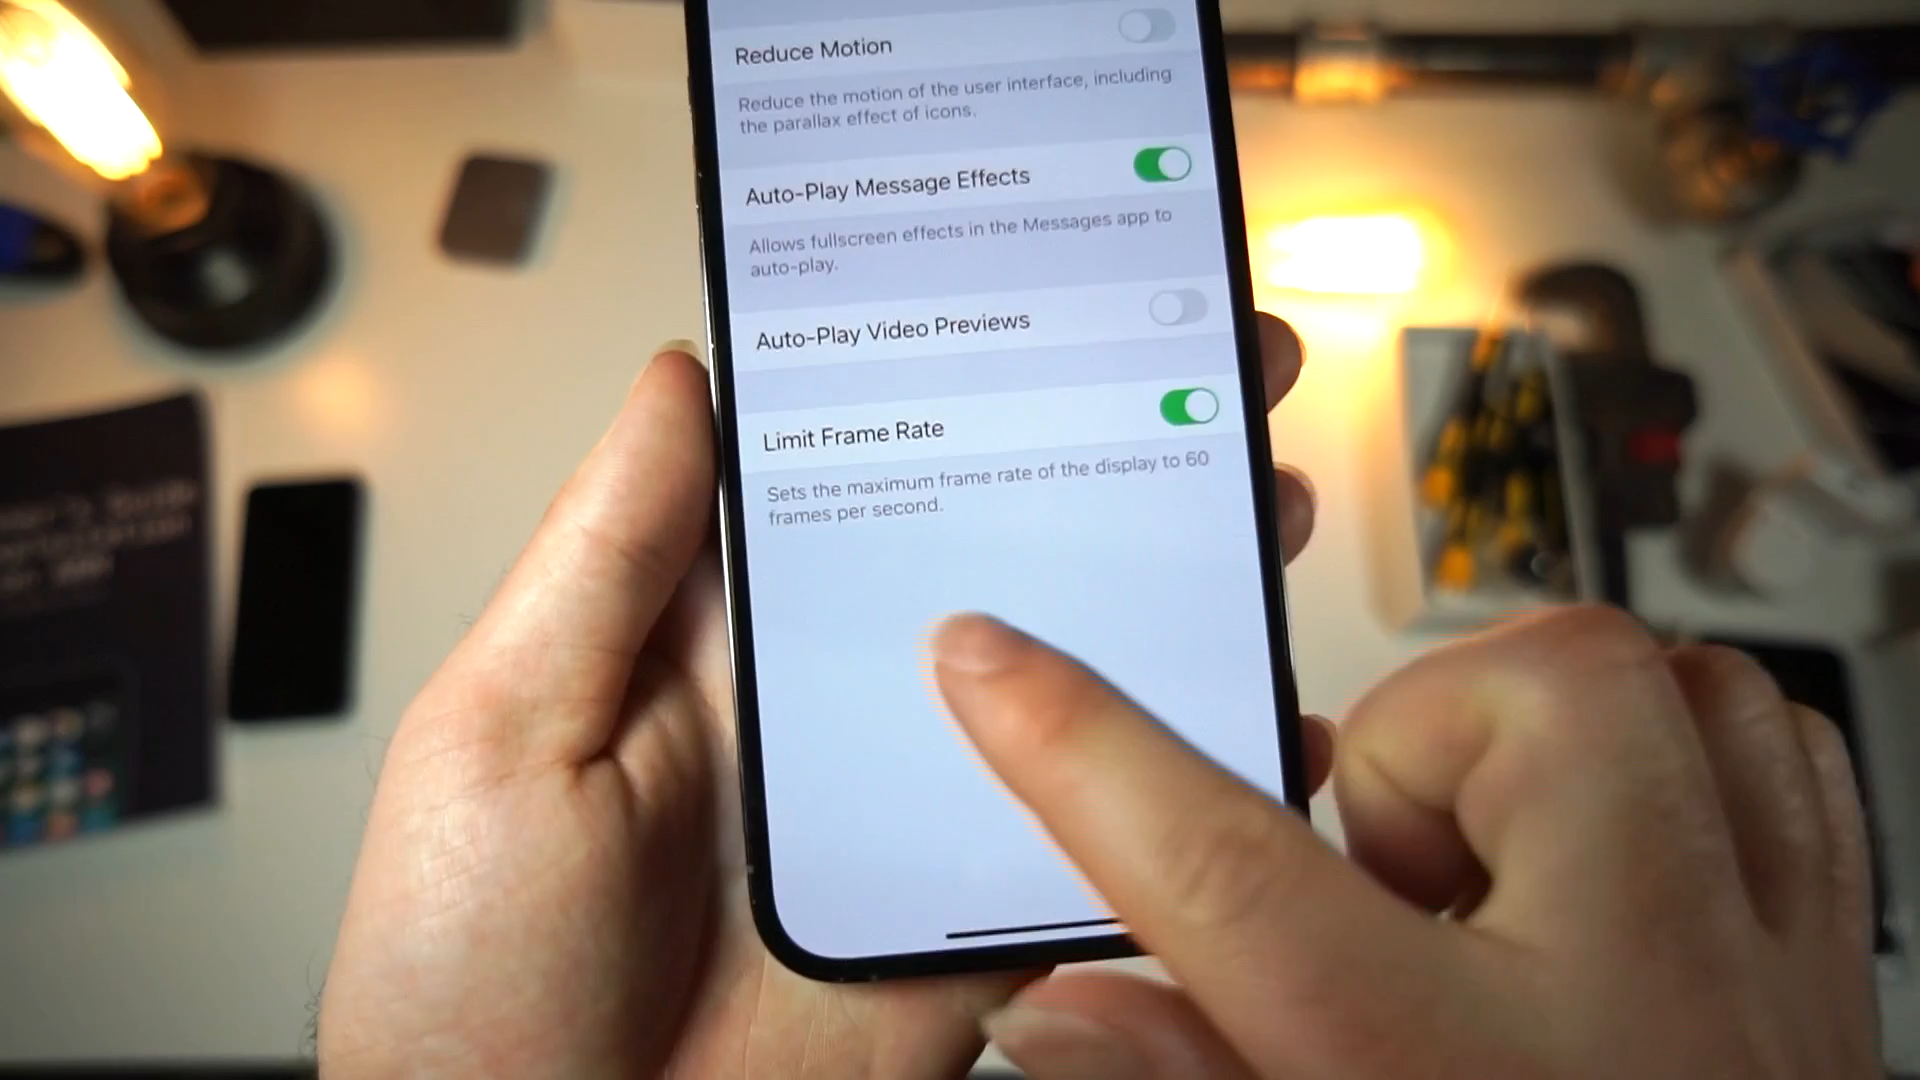 Reduce Motion
Reduce the motion of the user interface, including
the parallax effect of icons.
Auto-Play Message Effects
Allows fullscreen effects in the Messages app to
auto-play.
Auto-Play Video Previews
Limit Frame Rate
Sets the maximum frame rate of the display to 60
frames per second.